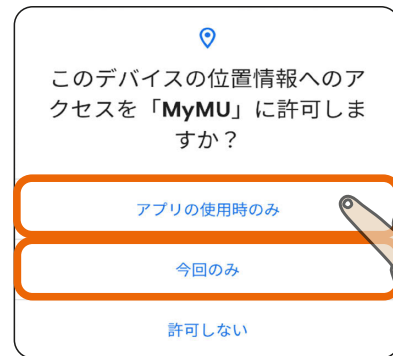 このデバイスの位置情報へのア
クセスを「MyMU」に許可しま
すか？
アプリの使用時のみ
今回のみ
許可しない